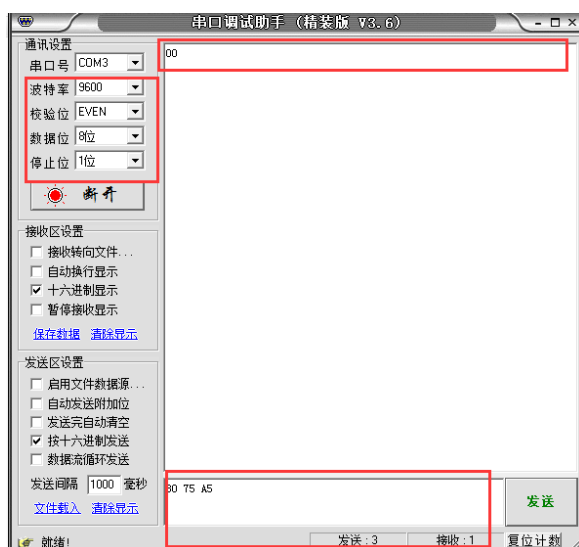 串口调试助手 (精装版 V3.6)
通讯设置
串口号 COM3
波特率 9600
校验位 EVEN
数据位 8位
停止位 1位
断开
接收区设置
接收转向文件...
自动换行显示
十六进制显示
暂停接收显示
保存数据 清除显示
发送区设置
启用文件数据源...
自动发送附加位
发送完自动清空
按十六进制发送
数据流循环发送
发送间隔 1000 毫秒
文件载入 清除显示
00
75 A5
发送
就绪!
发送:3
接收:1
复位计数